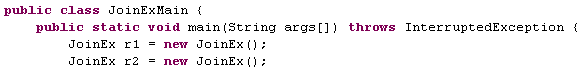 public class JoinExMain {
    public static void main(String args[]) throws InterruptedException {
        JoinEx r1 = new JoinEx();
        JoinEx r2 = new JoinEx();